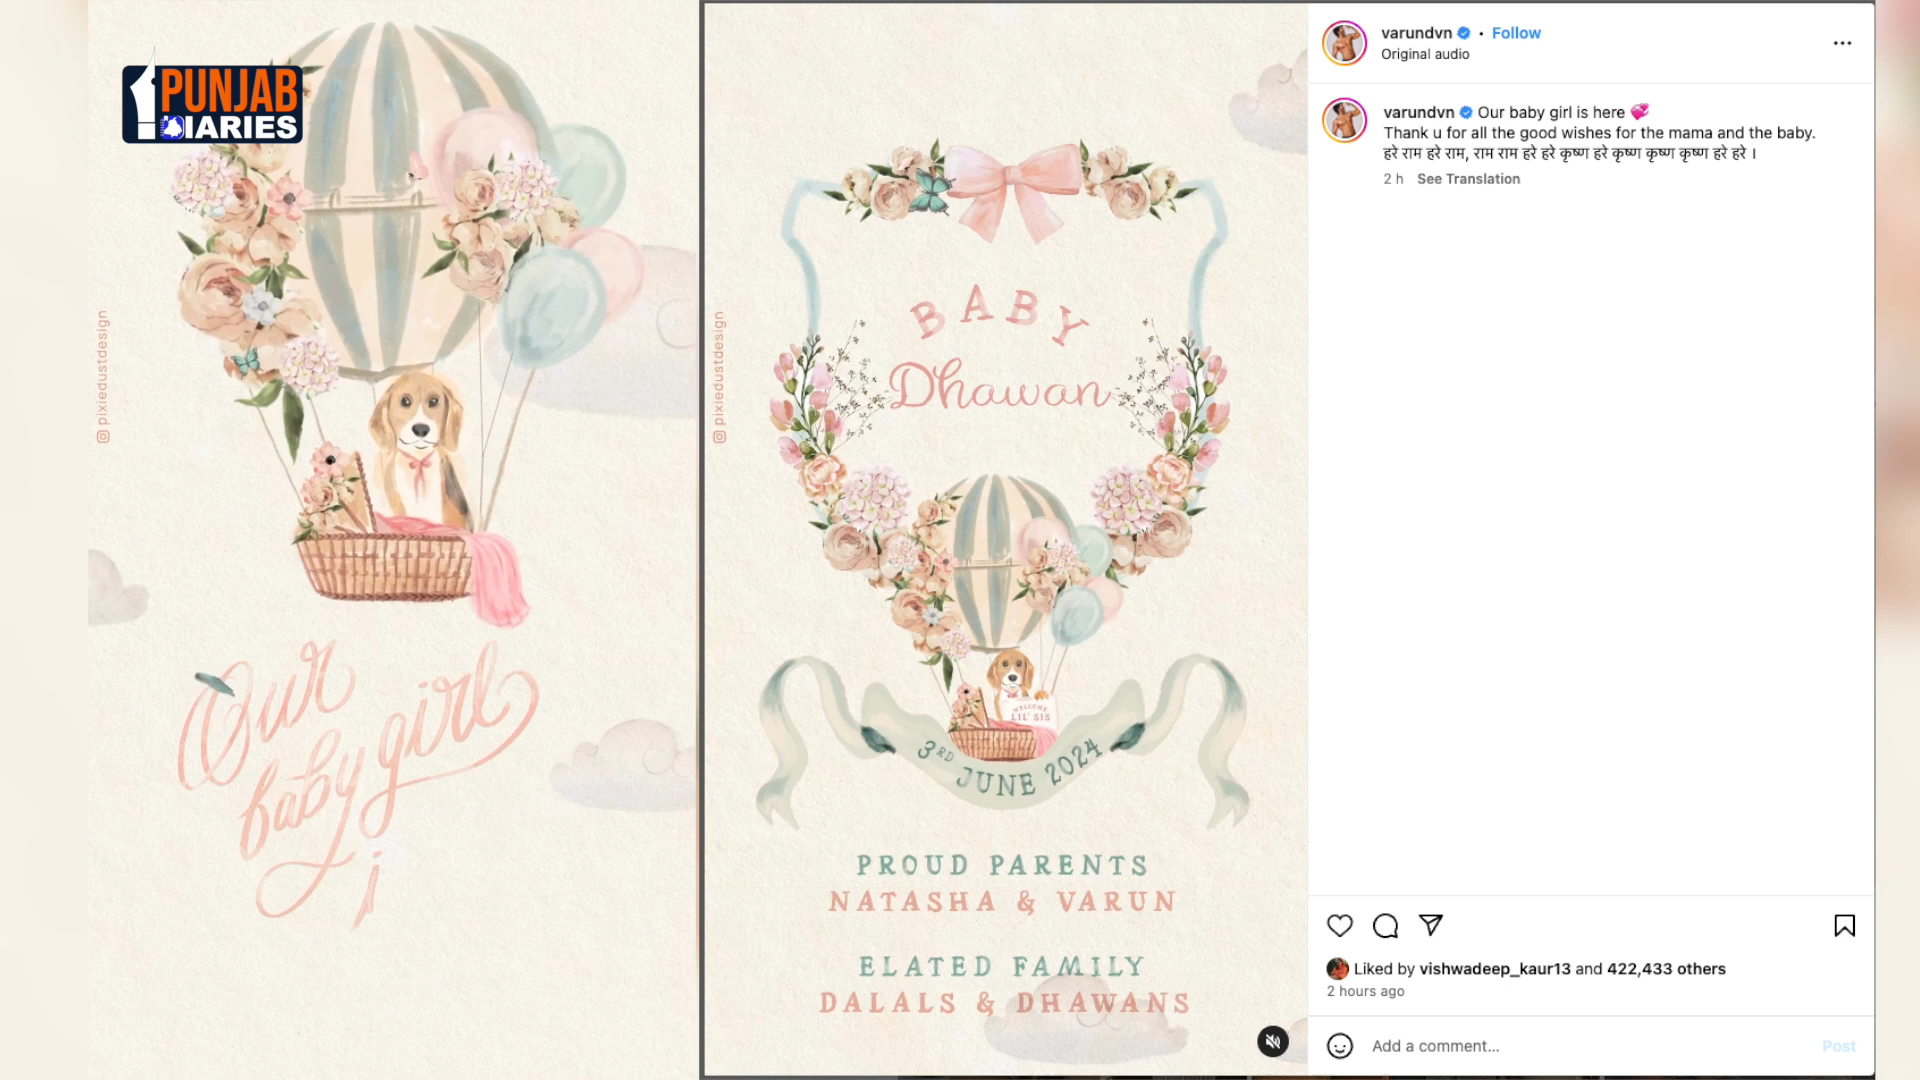 PUNJAB
DIARIES
pixiedustdesign
Our
baby girl
i
pixiedustdesign
BABY
Dhawan
WELCOME
LIL' SIS
3RD JUNE 2024
PROUD PARENTS
NATASHA & VARUN
ELATED FAMILY
DALALS & DHAWANS
varundvn • Follow
Original audio
varundvn Our baby girl is here 💞
Thank u for all the good wishes for the mama and the baby.
हरे राम हरे राम, राम राम हरे हरे कृष्ण हरे कृष्ण कृष्ण कृष्ण हरे हरे ।
2 h See Translation
Liked by vishwadeep_kaur13 and 422,433 others
2 hours ago
Add a comment...
Post